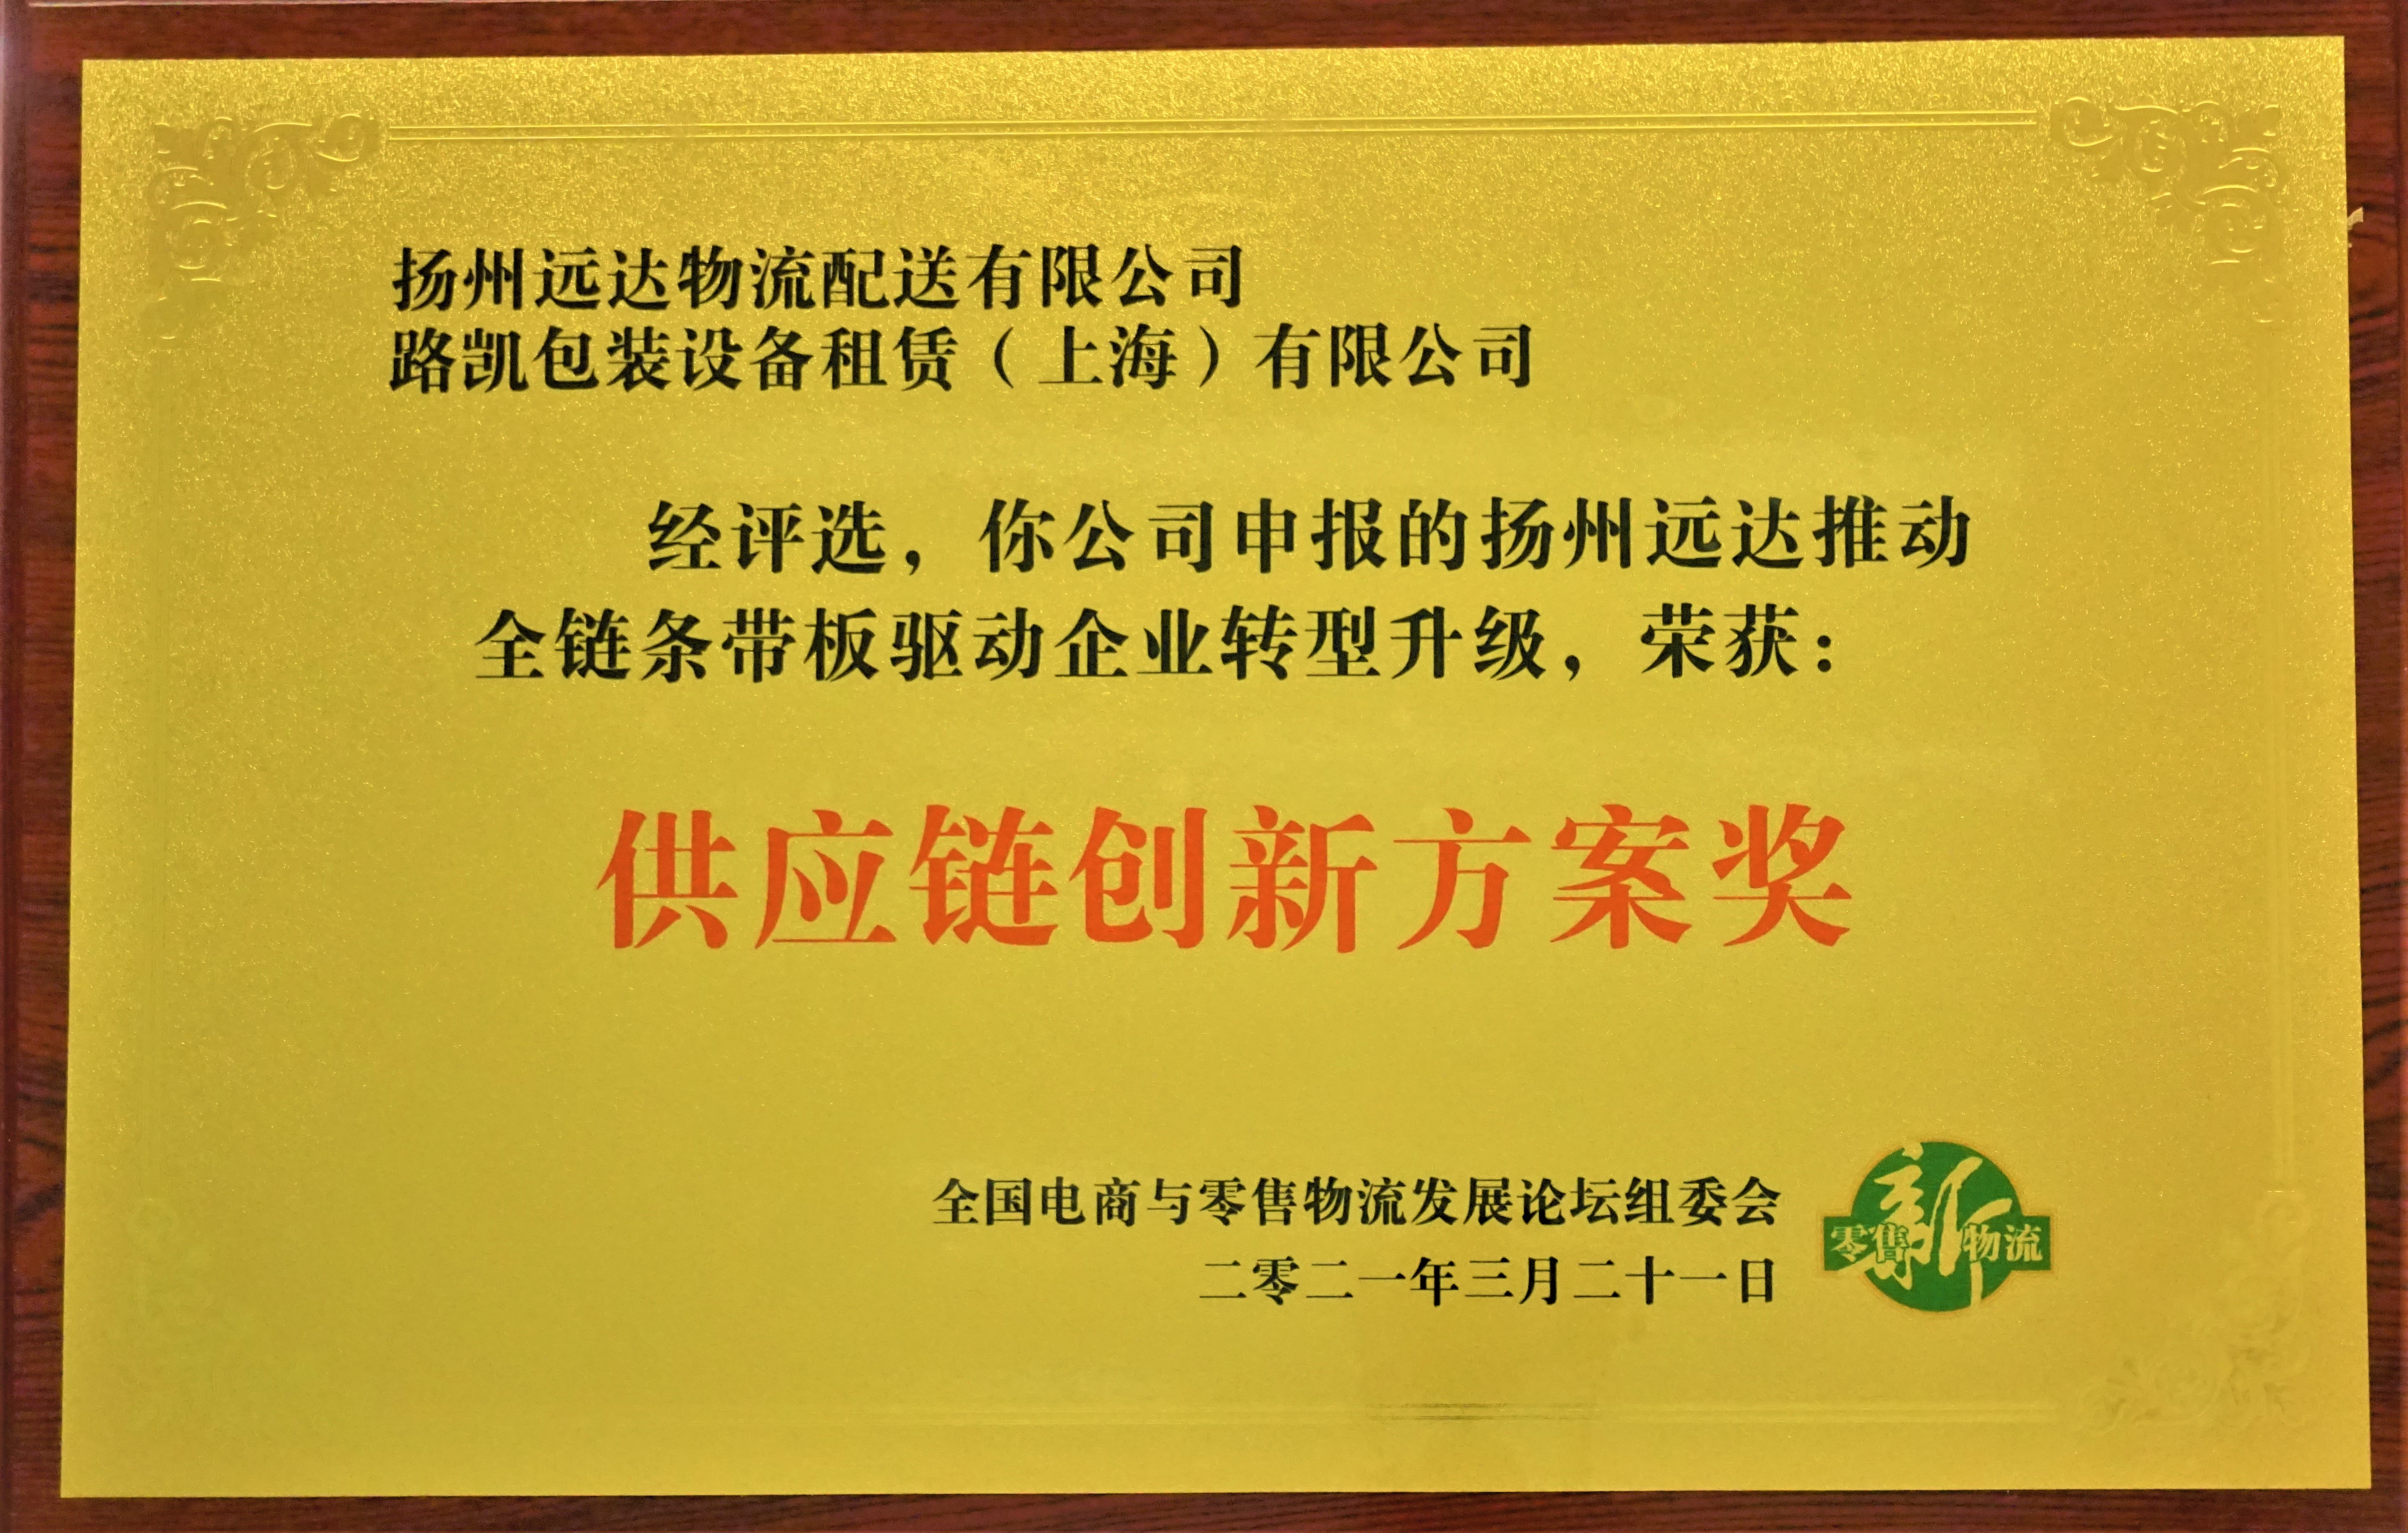 扬州远达物流配送有限公司
路凯包装设备租赁（上海）有限公司
经评选，你公司申报的扬州远达推动
全链条带板驱动企业转型升级，荣获：
供应链创新方案奖
全国电商与零售物流发展论坛组委会
二零二一年三月二十一日
零售新物流